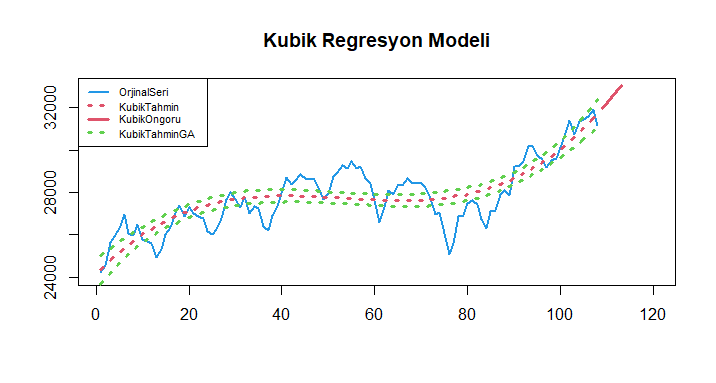 Kubik Regresyon Modeli
OrjinalSeri
KubikTahmin
KubikOngoru
KubikTahminGA
32000
28000
24000
0 20 40 60 80 100 120